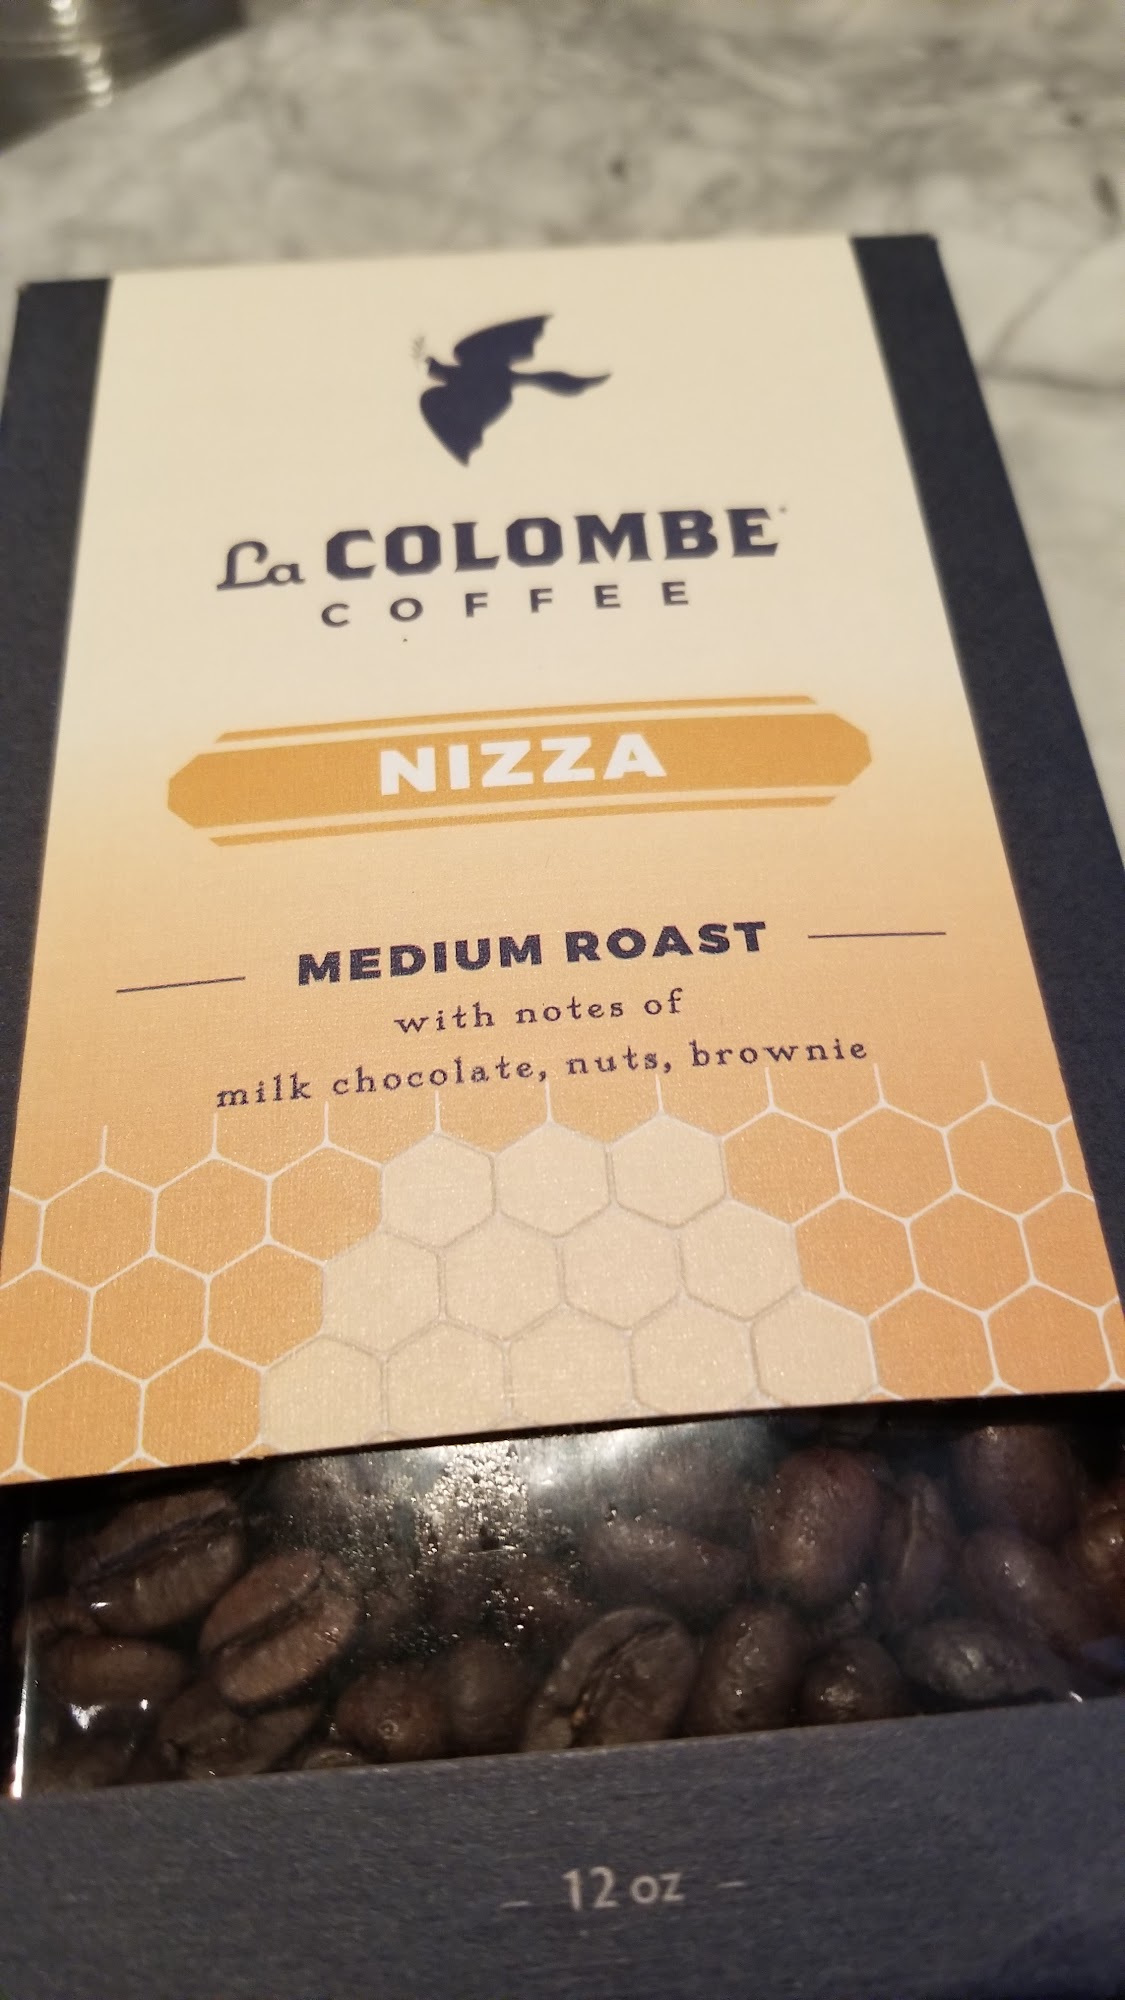 La COLOMBE
COFFEE
NIZZA
MEDIUM ROAST
with notes of
milk chocolate, nuts, brownie
- 12 oz -